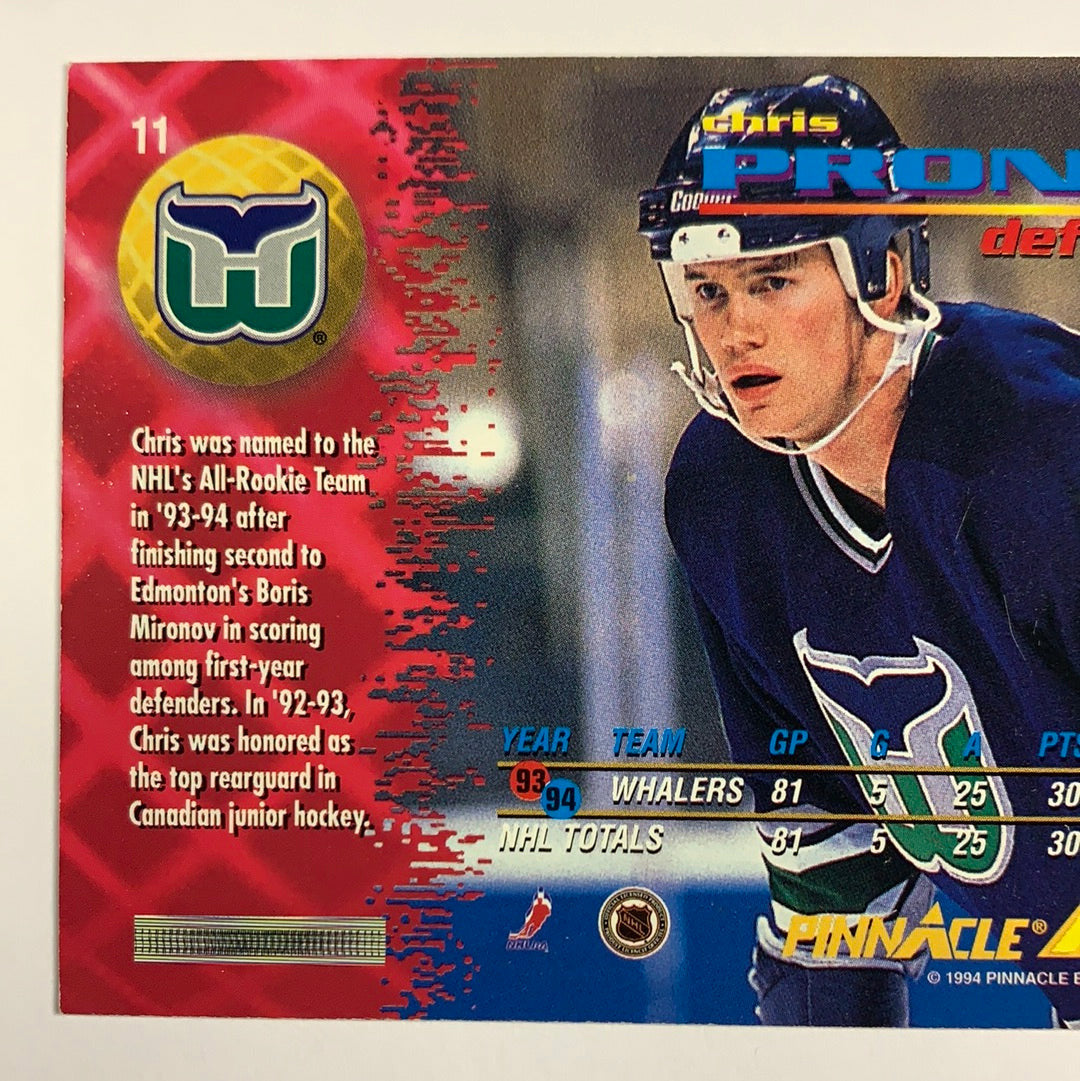 11
chris
PRON
def
Cooper
®
Chris was named to the
NHL's All-Rookie Team
in '93-94 after
finishing second to
Edmonton's Boris
Mironov in scoring
among first-year
defenders. In '92-93,
Chris was honored as
the top rearguard in
Canadian junior hockey.
YEAR TEAM GP G A PTS
93 94 WHALERS 81 5 25 30
NHL TOTALS 81 5 25 30
NHLPA
NHL
PINNACLE®
© 1994 PINNACLE B